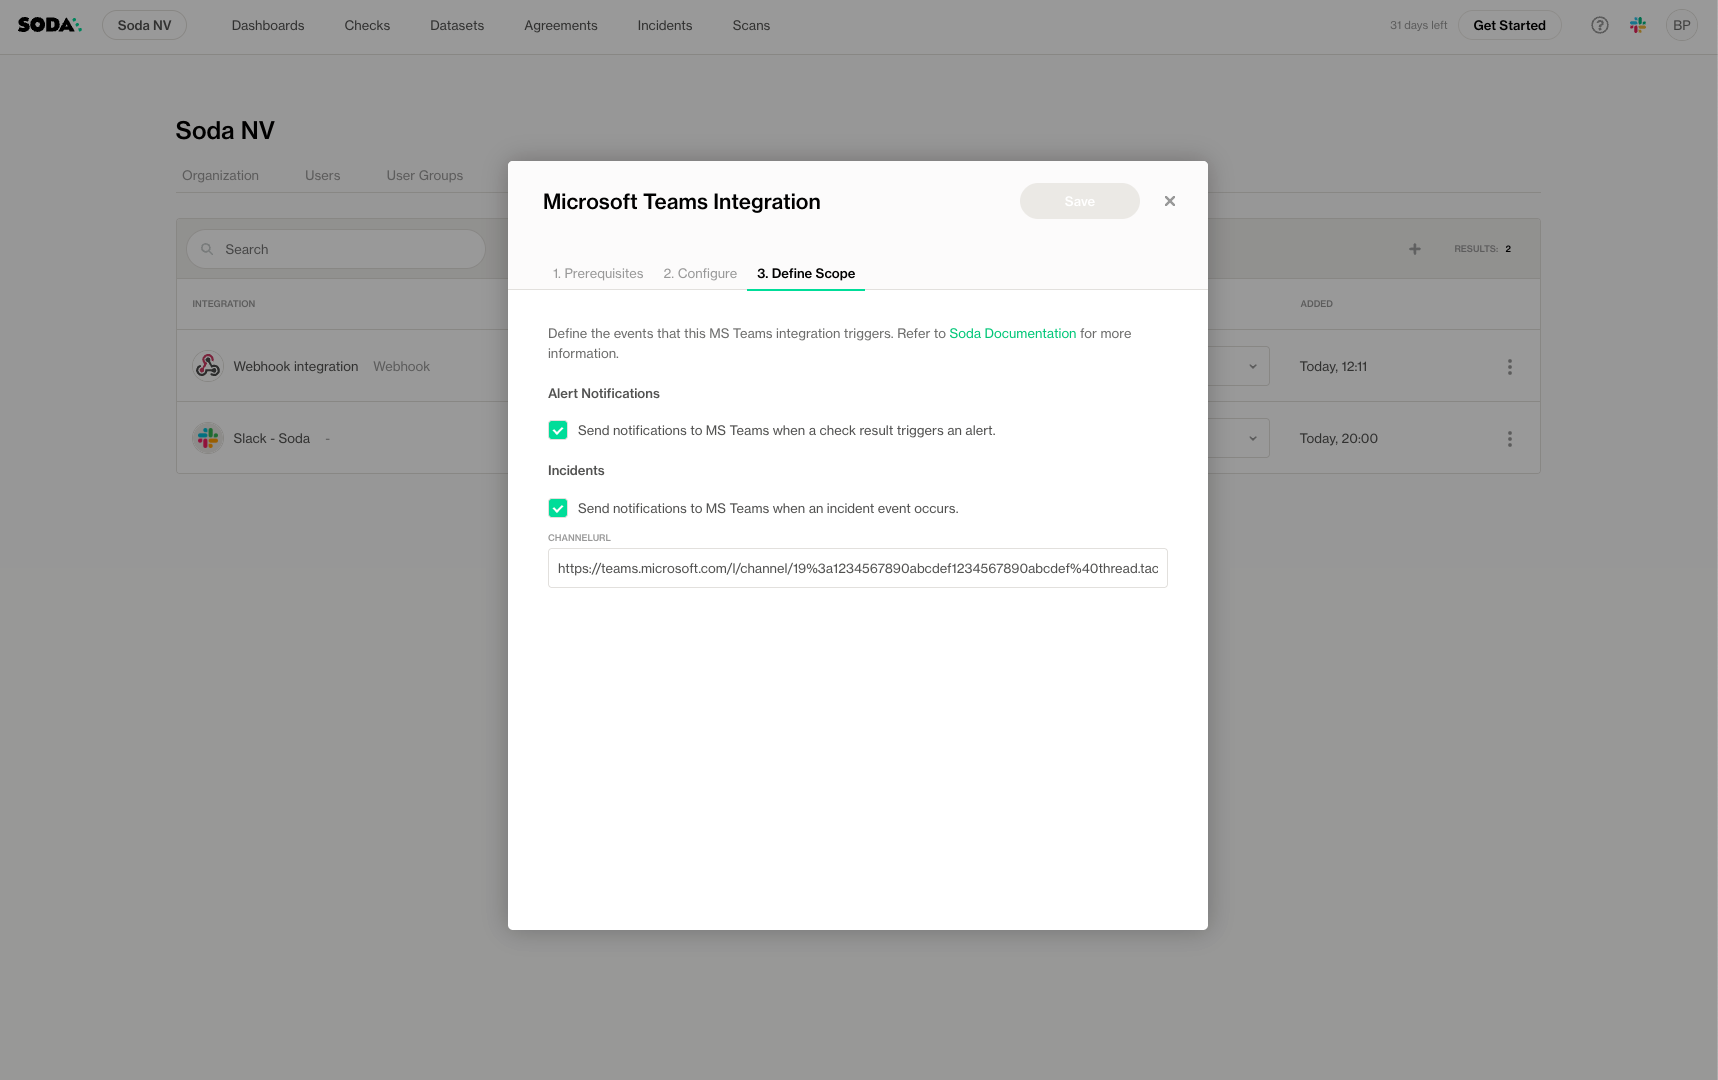 SODA
Soda NV
Dashboards
Checks
Datasets
Agreements
Incidents
Scans
31 days left
Get Started
BP
Soda NV
Organization
Users
User Groups
Search
RESULTS: 2
INTEGRATION
ADDED
Webhook integration Webhook
Today, 12:11
Slack - Soda -
Today, 20:00
Microsoft Teams Integration
Save
1. Prerequisites
2. Configure
3. Define Scope
Define the events that this MS Teams integration triggers. Refer to Soda Documentation for more
information.
Alert Notifications
Send notifications to MS Teams when a check result triggers an alert.
Incidents
Send notifications to MS Teams when an incident event occurs.
CHANNELURL
https://teams.microsoft.com/l/channel/19%3a1234567890abcdef1234567890abcdef%40thread.tac